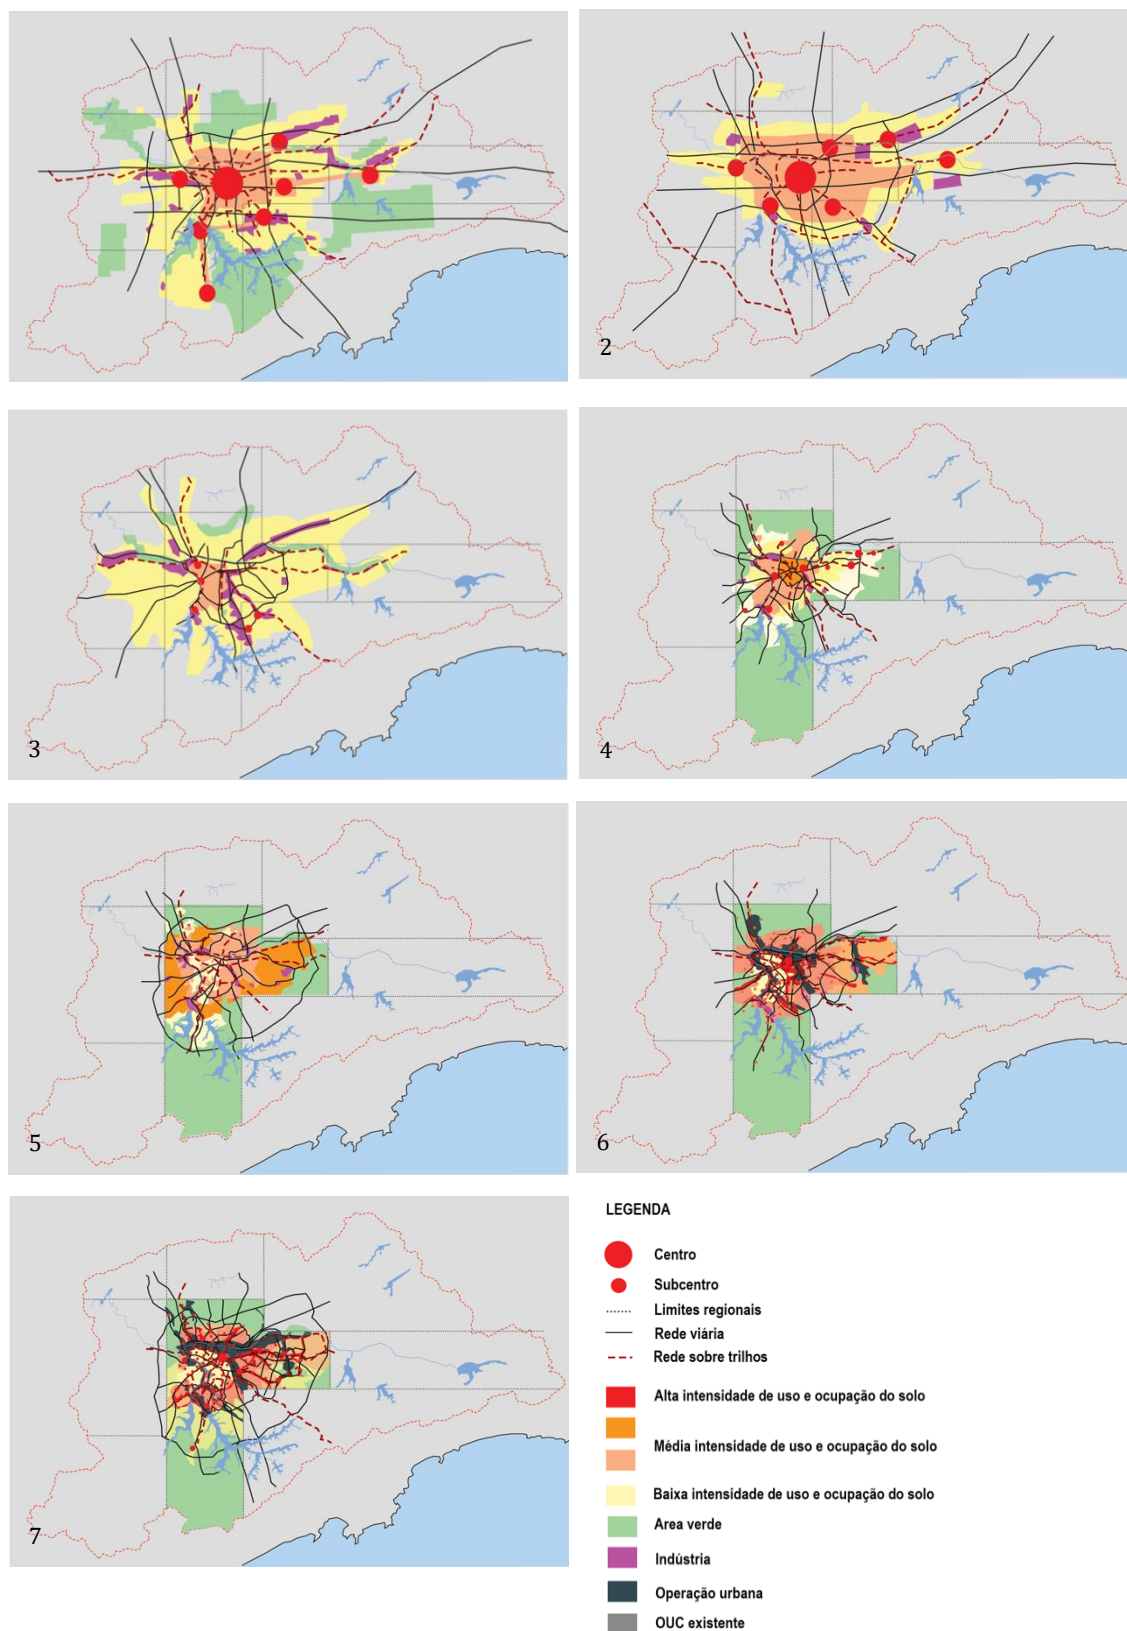 2
3
4
5
6
7
LEGENDA
Centro
Subcentro
Limites regionais
Rede viária
Rede sobre trilhos
Alta intensidade de uso e ocupação do solo
Média intensidade de uso e ocupação do solo
Baixa intensidade de uso e ocupação do solo
Area verde
Indústria
Operação urbana
OUC existente